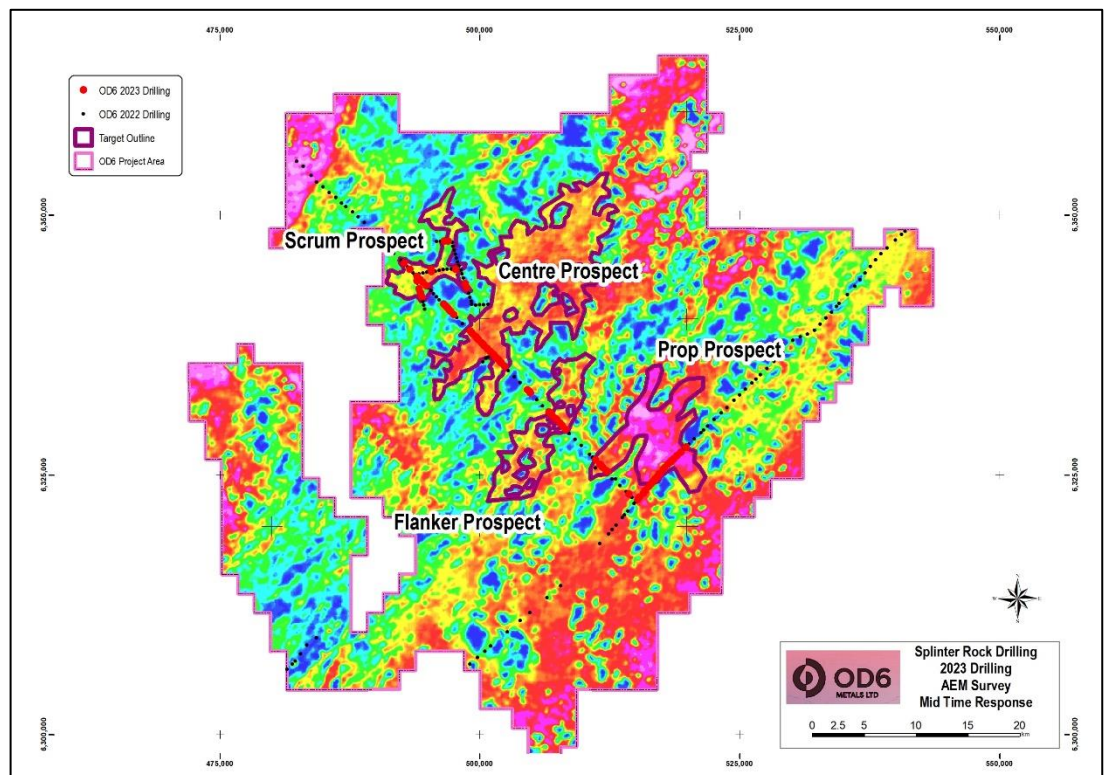 475,000
500,000
525,000
550,000
OD6 2023 Drilling
OD6 2022 Drilling
Target Outline
OD6 Project Area
6,350,000
6,350,000
Scrum Prospect
Centre Prospect
Prop Prospect
6,325,000
6,325,000
Flanker Prospect
N
W
E
S
OD6
METALS LTD
Splinter Rock Drilling
2023 Drilling
AEM Survey
Mid Time Response
0 2.5 5 10 15 20
km
6,300,000
6,300,000
475,000
500,000
525,000
550,000